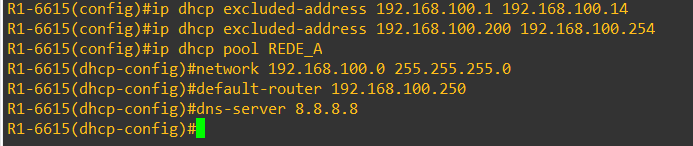 R1-6615(config)#ip dhcp excluded-address 192.168.100.1 192.168.100.14
R1-6615(config)#ip dhcp excluded-address 192.168.100.200 192.168.100.254
R1-6615(config)#ip dhcp pool REDE_A
R1-6615(dhcp-config)#network 192.168.100.0 255.255.255.0
R1-6615(dhcp-config)#default-router 192.168.100.250
R1-6615(dhcp-config)#dns-server 8.8.8.8
R1-6615(dhcp-config)#